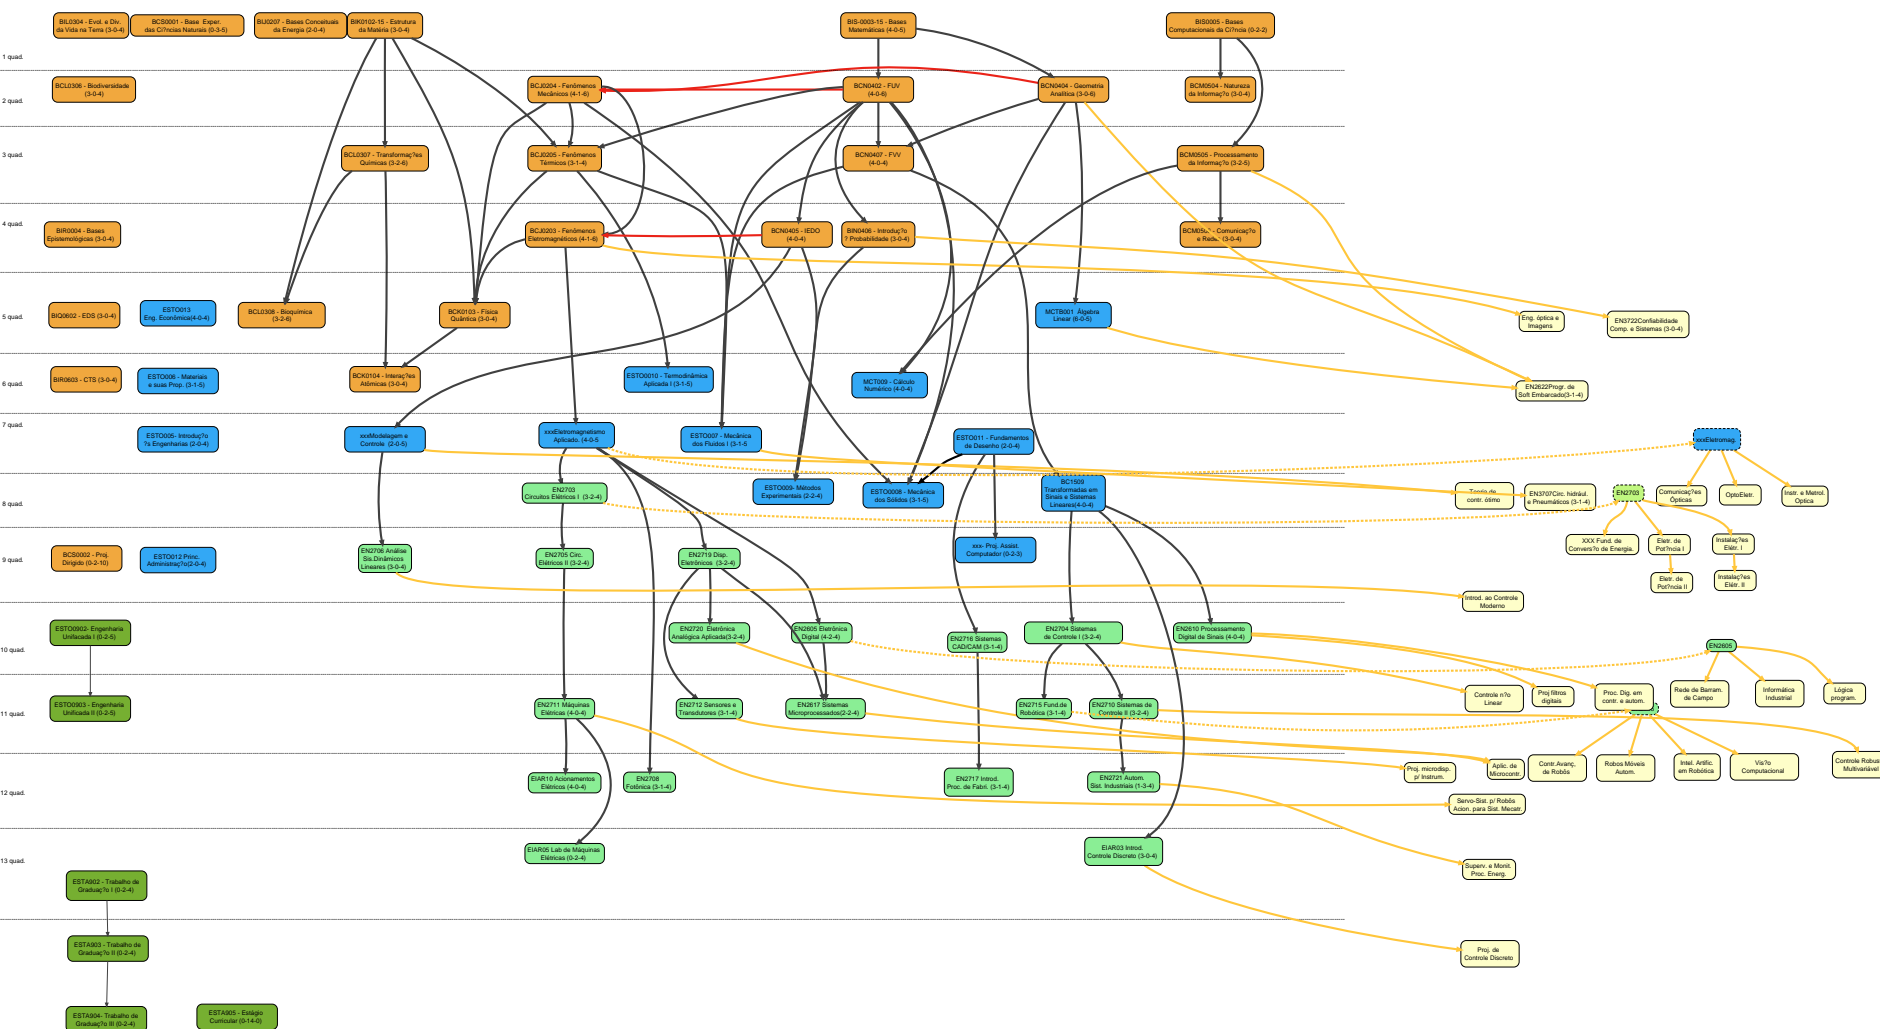 BIL0304 - Evol. e Div.
da Vida na Terra (3-0-4)
BCS0001 - Base  Exper.
das Ci?ncias Naturais (0-3-5)
BIJ0207 - Bases Conceituais
da Energia (2-0-4)
BIK0102-15 - Estrutura
da Matéria (3-0-4)
BIS-0003-15 - Bases
Matemáticas (4-0-5)
BIS0005 - Bases
Computacionais da Ci?ncia (0-2-2)
1 quad.
BCL0306 - Biodiversidade
(3-0-4)
BCJ0204 - Fenômenos
Mecânicos (4-1-6)
BCN0402 - FUV
(4-0-6)
BCN0404 - Geometria
Analítica (3-0-6)
BCM0504 - Natureza
da Informaç?o (3-0-4)
2 quad.
BCL0307 - Transformaç?es
Químicas (3-2-6)
BCJ0205 - Fenômenos
Térmicos (3-1-4)
BCN0407 - FVV
(4-0-4)
BCM0505 - Processamento
da Informaç?o (3-2-5)
3 quad.
BIR0004 - Bases
Epistemológicas (3-0-4)
BCJ0203 - Fenômenos
Eletromagnéticos (4-1-6)
BCN0405 - IEDO
(4-0-4)
BIN0406 - Introduç?o
? Probabilidade (3-0-4)
- Comunicaç?o
e Redes (3-0-4)
4 quad.
BIQ0602 - EDS (3-0-4)
ESTO013
Eng. Econômica(4-0-4)
BCL0308 - Bioquímica
(3-2-6)
BCK0103 - Física
Quântica (3-0-4)
MCTB001  Álgebra
Linear (6-0-5)
Eng. óptica e
Imagens
EN3722Confiabilidade
Comp. e Sistemas (3-0-4)
5 quad.
BIR0603 - CTS (3-0-4)
ESTO006 - Materiais
e suas Prop. (3-1-5)
BCK0104 - Interaç?es
Atômicas (3-0-4)
ESTO0010 - Termodinâmica
Aplicada I (3-1-5)
MCT009 - Cálculo
Numérico (4-0-4)
EN2622Progr. de
Soft Embarcado(3-1-4)
6 quad.
7 quad.
ESTO005- Introduç?o
?s Engenharias (2-0-4)
xxxModelagem e
Controle  (2-0-5)
xxxEletromagnetismo
Aplicado. (4-0-5
ESTO007 - Mecânica
dos Fluidos I (3-1-5
ESTO011 - Fundamentos
de Desenho (2-0-4)
xxxEletromag.
EN2703
Circuitos Elétricos I  (3-2-4)
ESTO009- Métodos
Experimentais (2-2-4)
ESTO0008 - Mecânica
dos Sólidos (3-1-5)
BC1509
Transformadas em
Sinais e Sistemas
Lineares(4-0-4)
Teoria de
contr. ótimo
EN3707Circ. hidrául.
e Pneumáticos (3-1-4)
EN2703
Comunicaç?es
Ópticas
OptoEletr.
Instr. e Metrol.
Óptica
8 quad.
BCS0002 - Proj.
Dirigido (0-2-10)
ESTO012 Princ.
Administraç?o(2-0-4)
EN2706 Análise
Sis.Dinâmicos
Lineares (3-0-4)
EN2705 Circ.
Elétricos II (3-2-4)
EN2719 Disp.
Eletrônicos  (3-2-4)
xxx- Proj. Assist.
Computador (0-2-3)
XXX Fund. de
Convers?o de Energia.
Eletr. de
Pot?ncia I
Instalaç?es
Elétr. I
9 quad.
Eletr. de
Pot?ncia II
Instalaç?es
Elétr. II
Introd. ao Controle
Moderno
ESTO0902- Engenharia
Unifacada I (0-2-5)
EN2720  Eletrônica
Analógica Aplicada(3-2-4)
EN2605 Eletrônica
Digital (4-2-4)
EN2716 Sistemas
CAD/CAM (3-1-4)
EN2704 Sistemas
de Controle I (3-2-4)
EN2610 Processamento
Digital de Sinais (4-0-4)
EN2605
10 quad.
ESTO0903 - Engenharia
Unificada II (0-2-5)
EN2711 Máquinas
Elétricas (4-0-4)
EN2712 Sensores e
Transdutores (3-1-4)
EN2617 Sistemas
Microprocessados(2-2-4)
EN2715 Fund.de
Robótica (3-1-4)
EN2710 Sistemas de
Controle II (3-2-4)
Controle n?o
Linear
Proj filtros
digitais
Proc. Dig. em
contr. e autom.
Rede de Barram.
de Campo
Informática
Industrial
Lógica
program.
11 quad.
EIAR10 Acionamentos
Elétricos (4-0-4)
EN2708
Fotônica (3-1-4)
EN2717 Introd.
Proc. de Fabri. (3-1-4)
EN2721 Autom.
Sist. Industriais (1-3-4)
Proj. microdisp.
p/ Instrum.
Aplic. de
Microcontr.
Contr.Avanç.
de Robôs
Robos Móveis
Autom.
Intel. Artific.
em Robótica
Vis?o
Computacional
Controle Robus
Multivariável
12 quad.
Servo-Sist. p/ Robôs
Acion. para Sist. Mecatr.
EIAR05 Lab de Máquinas
Elétricas (0-2-4)
EIAR03 Introd.
Controle Discreto (3-0-4)
Superv. e Monit.
Proc. Energ.
13 quad.
ESTA902 - Trabalho de
Graduaç?o I (0-2-4)
ESTA903 - Trabalho de
Graduaç?o II (0-2-4)
Proj. de
Controle Discreto
ESTA904- Trabalho de
Graduaç?o III (0-2-4)
ESTA905 - Estágio
Curricular (0-14-0)